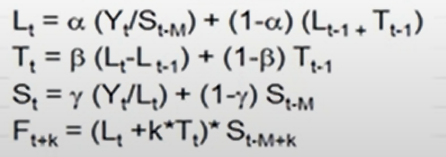 Lₜ = α (Yₜ/Sₜ₋M) + (1-α) (Lₜ₋₁ + Tₜ₋₁)
Tₜ = β (Lₜ-Lₜ₋₁) + (1-β) Tₜ₋₁
Sₜ = γ (Yₜ/Lₜ) + (1-γ) Sₜ₋M
Fₜ₊ₖ = (Lₜ +k*Tₜ)* Sₜ₋M₊ₖ